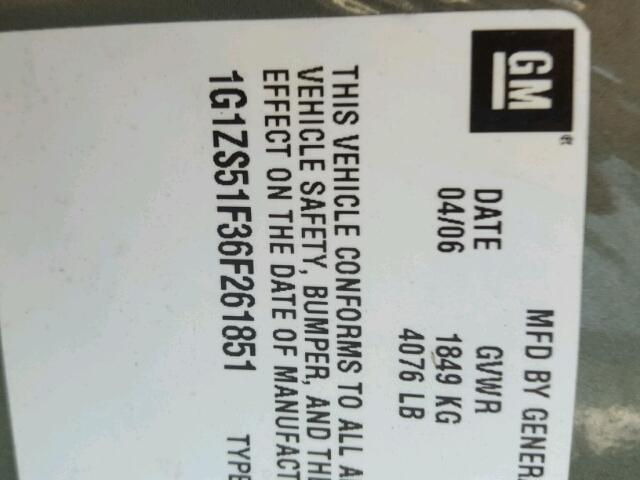 GM
®
MFD BY GENER
DATE GVWR
04/06 1849 KG
4076 LB
THIS VEHICLE CONFORMS TO ALL A
VEHICLE SAFETY, BUMPER, AND THE
EFFECT ON THE DATE OF MANUFACT
1G1ZS51F36F261851 TYPE